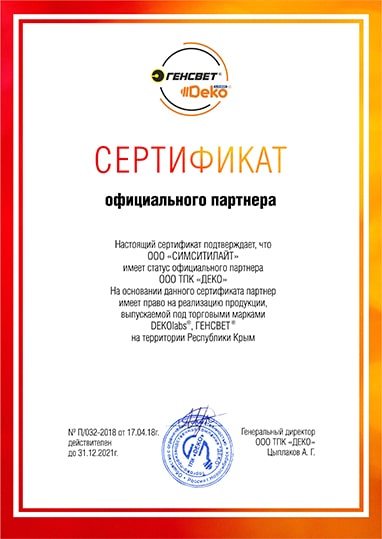 ГЕНСВЕТ®
Deko
СЕРТИФИКАТ
официального партнера
Настоящий сертификат подтверждает, что
ООО «СИМСИТИЛАЙТ»
имеет статус официального партнера
ООО ТПК «ДЕКО»
На основании данного сертификата партнер
имеет право на реализацию продукции,
выпускаемой под торговыми марками
DEKOlabs®, ГЕНСВЕТ®
на территории Республики Крым
№ П/032-2018 от 17.04.18г.
действителен
до 31.12.2021г.
Генеральный директор
ООО ТПК «ДЕКО»
Цыплаков А. Г.
ТПК «ДЕКО»